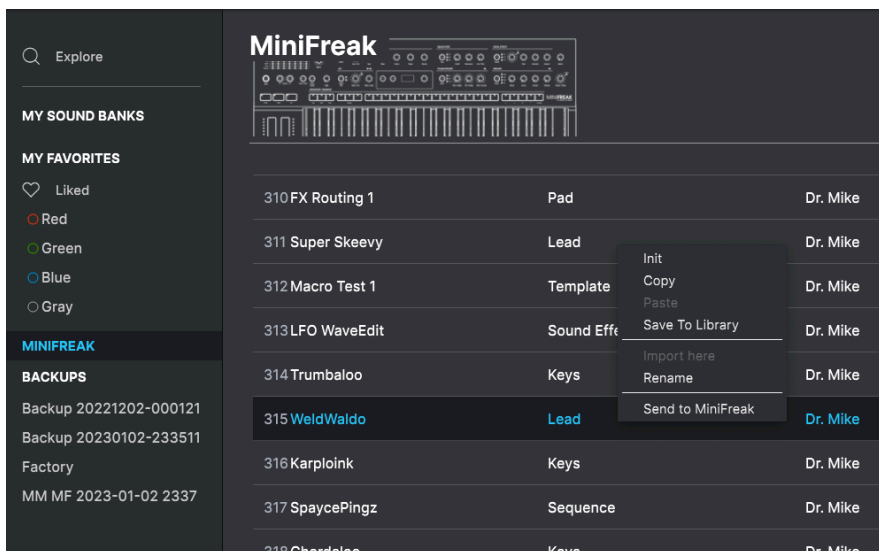 Explore
MY SOUND BANKS
MY FAVORITES
Liked
Red
Green
Blue
Gray
MINIFREAK
BACKUPS
Backup 20221202-000121
Backup 20230102-233511
Factory
MM MF 2023-01-02 2337
MiniFreak
310 FX Routing 1 Pad Dr. Mike
311 Super Skeevy Lead Dr. Mike
312 Macro Test 1 Template Dr. Mike
313 LFO WaveEdit Sound Effe Dr. Mike
314 Trumbaloo Keys Dr. Mike
315 WeldWaldo Lead Dr. Mike
316 Karploink Keys Dr. Mike
317 SpaycePingz Sequence Dr. Mike
Init
Copy
Paste
Save To Library
Import here
Rename
Send to MiniFreak